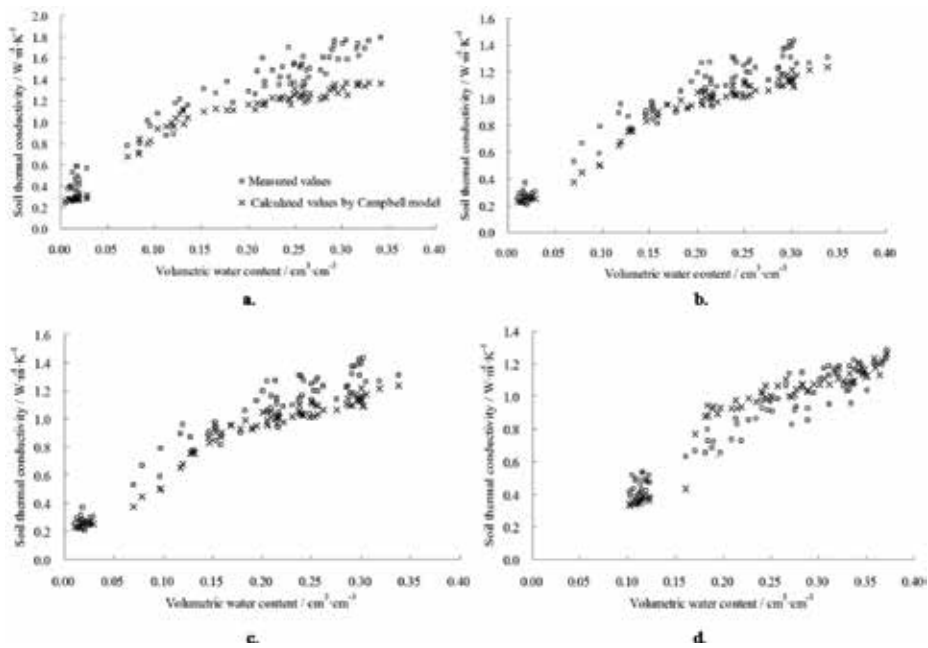 Soil thermal conductivity / W·m⁻¹·K⁻¹
2.0
1.8
1.6
1.4
1.2
1.0
0.8
0.6
0.4
0.2
0.0
Measured values
Calculated values by Campbell model
0.00 0.05 0.10 0.15 0.20 0.25 0.30 0.35 0.40
Volumetric water content / cm³·cm⁻³
a.
Soil thermal conductivity / W·m⁻¹·K⁻¹
1.6
1.4
1.2
1.0
0.8
0.6
0.4
0.2
0.0
0.00 0.05 0.10 0.15 0.20 0.25 0.30 0.35 0.40
Volumetric water content / cm³·cm⁻³
b.
Soil thermal conductivity / W·m⁻¹·K⁻¹
1.6
1.4
1.2
1.0
0.8
0.6
0.4
0.2
0.0
0.00 0.05 0.10 0.15 0.20 0.25 0.30 0.35 0.40
Volumetric water content / cm³·cm⁻³
c.
Soil thermal conductivity / W·m⁻¹·K⁻¹
1.4
1.2
1.0
0.8
0.6
0.4
0.2
0.0
0.00 0.05 0.10 0.15 0.20 0.25 0.30 0.35 0.40
Volumetric water content / cm³·cm⁻³
d.